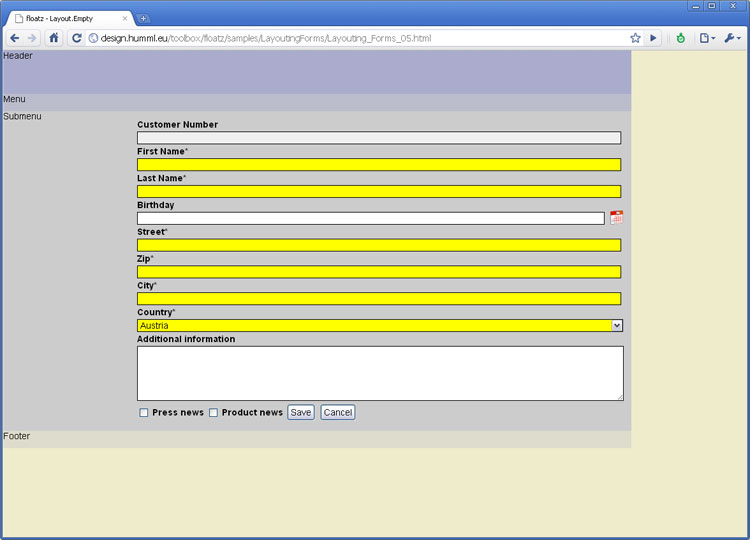 floatz - Layout.Empty
design.humml.eu/toolbox/floatz/samples/LayoutingForms/Layouting_Forms_05.html
Header
Menu
Submenu
Customer Number
First Name*
Last Name*
Birthday
Street*
Zip*
City*
Country*
Austria
Additional information
Press news Product news Save Cancel
Footer